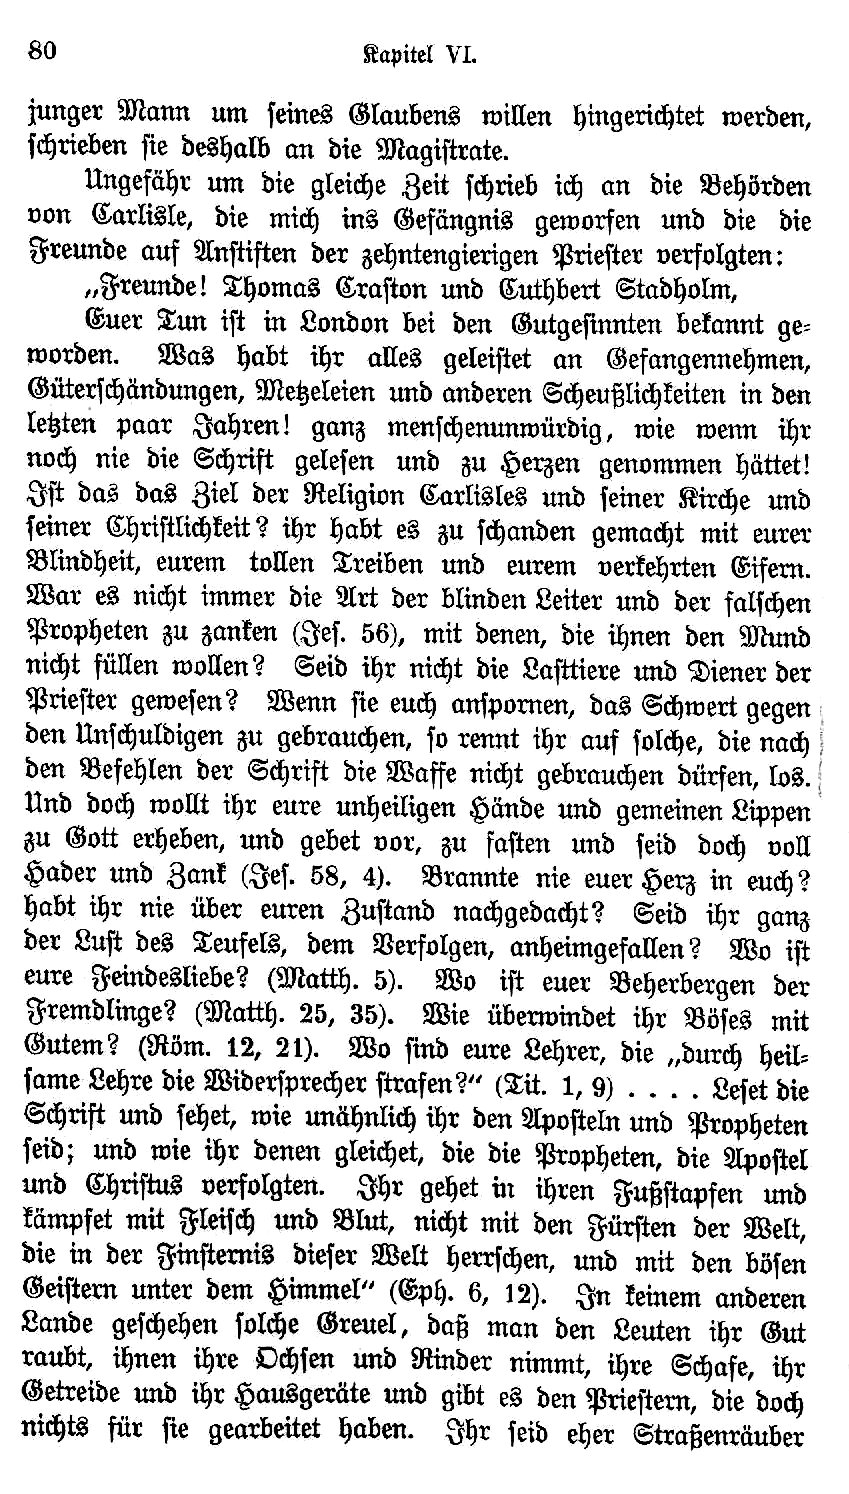 80
Kapitel VI.
junger Mann um seines Glaubens willen hingerichtet werden,
schrieben sie deshalb an die Magistrate.
Ungefähr um die gleiche Zeit schrieb ich an die Behörden
von Carlisle, die mich ins Gefängnis geworfen und die die
Freunde auf Anstiften der zehntengierigen Priester verfolgten:
„Freunde! Thomas Craston und Cuthbert Stadholm,
Euer Tun ist in London bei den Gutgesinnten bekannt ge-
worden. Was habt ihr alles geleistet an Gefangennehmen,
Güterschändungen, Metzeleien und anderen Scheußlichkeiten in den
letzten paar Jahren! ganz menschenunwürdig, wie wenn ihr
noch nie die Schrift gelesen und zu Herzen genommen hättet!
Ist das das Ziel der Religion Carlisles und seiner Kirche und
seiner Christlichkeit? ihr habt es zu schanden gemacht mit eurer
Blindheit, eurem tollen Treiben und eurem verkehrten Eifern.
War es nicht immer die Art der blinden Leiter und der falschen
Propheten zu zanken (Jes. 56), mit denen, die ihnen den Mund
nicht füllen wollen? Seid ihr nicht die Lasttiere und Diener der
Priester gewesen? Wenn sie euch anspornen, das Schwert gegen
den Unschuldigen zu gebrauchen, so rennt ihr auf solche, die nach
den Befehlen der Schrift die Waffe nicht gebrauchen dürfen, los.
Und doch wollt ihr eure unheiligen Hände und gemeinen Lippen
zu Gott erheben, und gebet vor, zu fasten und seid doch voll
Hader und Zank (Jes. 58, 4). Brannte nie euer Herz in euch?
habt ihr nie über euren Zustand nachgedacht? Seid ihr ganz
der Lust des Teufels, dem Verfolgen, anheimgefallen? Wo ist
eure Feindesliebe? (Matth. 5). Wo ist euer Beherbergen der
Fremdlinge? (Matth. 25, 35). Wie überwindet ihr Böses mit
Gutem? (Röm. 12, 21). Wo sind eure Lehrer, die „durch heil-
same Lehre die Widersprecher strafen?“ (Tit. 1, 9) . . . . Leset die
Schrift und sehet, wie unähnlich ihr den Aposteln und Propheten
seid; und wie ihr denen gleichet, die die Propheten, die Apostel
und Christus verfolgten. Ihr gehet in ihren Fußstapfen und
kämpfet mit Fleisch und Blut, nicht mit den Fürsten der Welt,
die in der Finsternis dieser Welt herrschen, und mit den bösen
Geistern unter dem Himmel“ (Eph. 6, 12). In keinem anderen
Lande geschehen solche Greuel, daß man den Leuten ihr Gut
raubt, ihnen ihre Ochsen und Rinder nimmt, ihre Schafe, ihr
Getreide und ihr Hausgeräte und gibt es den Priestern, die doch
nichts für sie gearbeitet haben. Ihr seid eher Straßenräuber